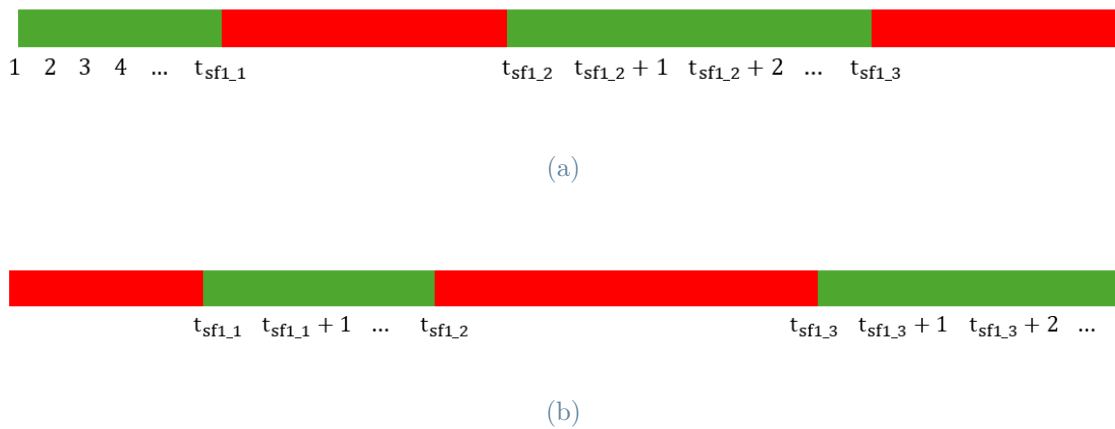 1 2 3 4 ... t_sf1_1 t_sf1_2 t_sf1_2 + 1 t_sf1_2 + 2 ... t_sf1_3
(a)
t_sf1_1 t_sf1_1 + 1 ... t_sf1_2 t_sf1_3 t_sf1_3 + 1 t_sf1_3 + 2 ...
(b)